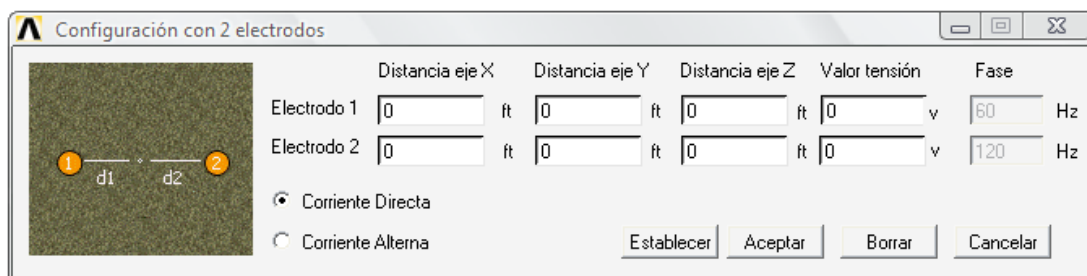 Configuración con 2 electrodos
Distancia eje X Distancia eje Y Distancia eje Z Valor tensión Fase
Electrodo 1 0 ft 0 ft 0 ft 0 v 60 Hz
Electrodo 2 0 ft 0 ft 0 ft 0 v 120 Hz
1 2
d1 d2
Corriente Directa
Corriente Alterna
Establecer Aceptar Borrar Cancelar